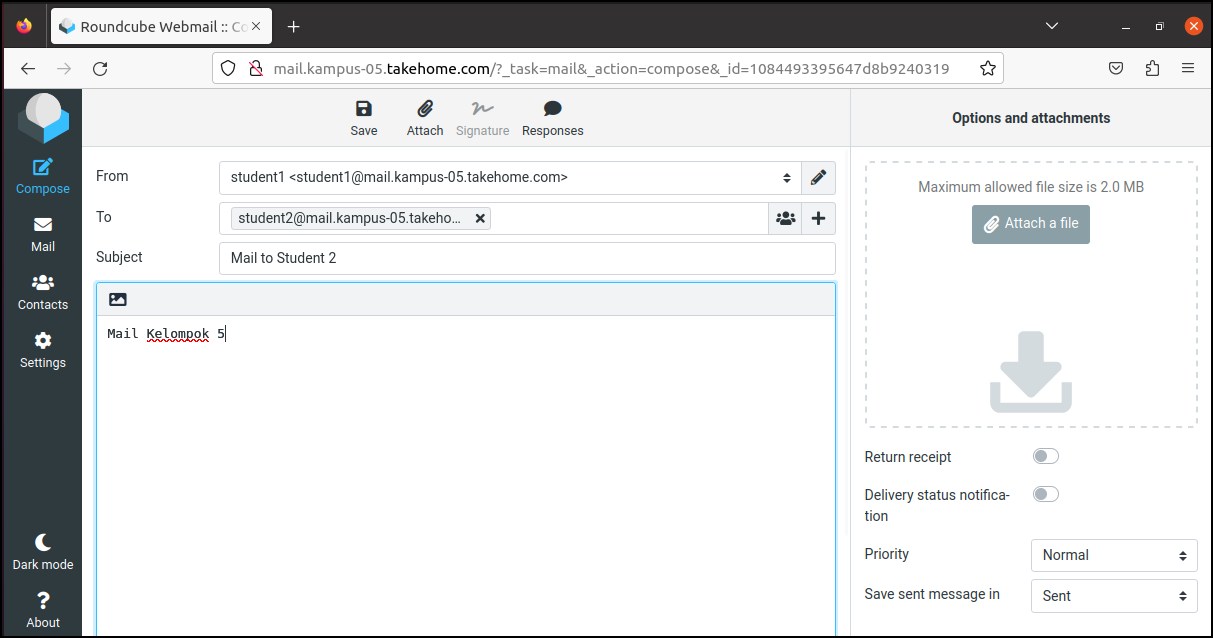 Roundcube Webmail :: Co
mail.kampus-05.takehome.com/?_task=mail&_action=compose&_id=1084493395647d8b9240319
Compose
Mail
Contacts
Settings
Dark mode
About
Save
Attach
Signature
Responses
From
student1 <student1@mail.kampus-05.takehome.com>
To
student2@mail.kampus-05.takeho...
Subject
Mail to Student 2
Mail Kelompok 5
Options and attachments
Maximum allowed file size is 2.0 MB
Attach a file
Return receipt
Delivery status notifica-
tion
Priority
Normal
Save sent message in
Sent